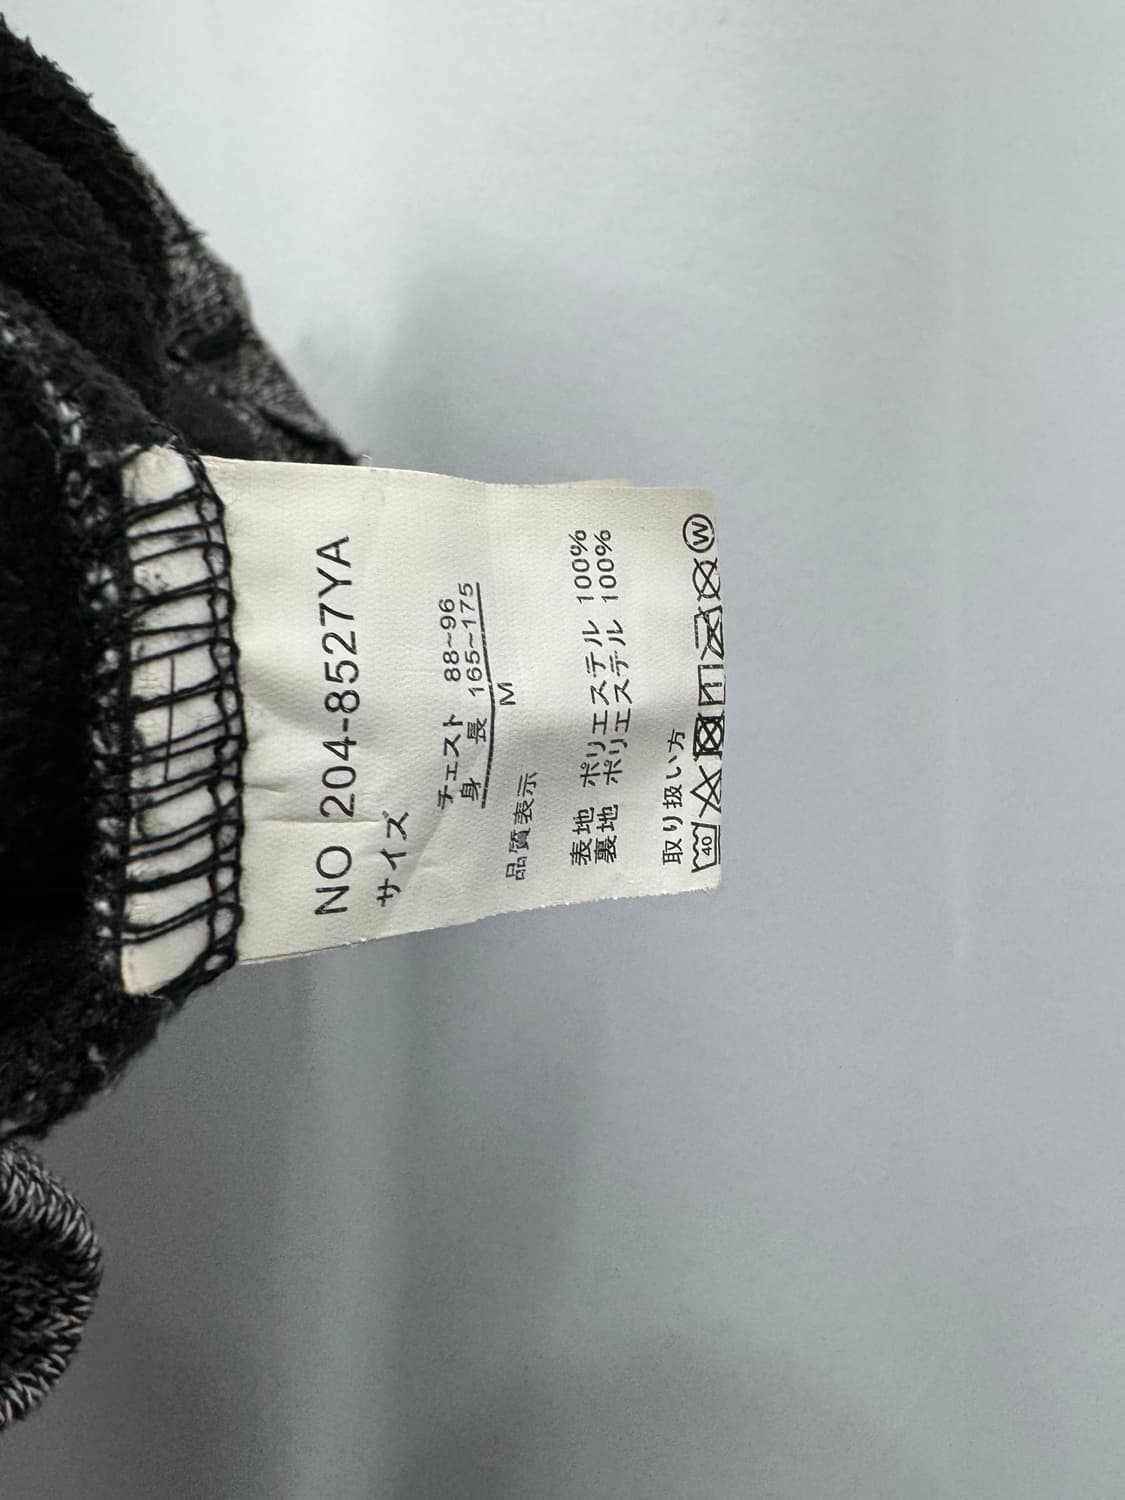 NO 204-8527YA
サイズ
チェスト 88~96
身 長 165~175
M
品質表示
表地 ポリエステル 100%
裏地 ポリエステル 100%
取り扱い方
40 W